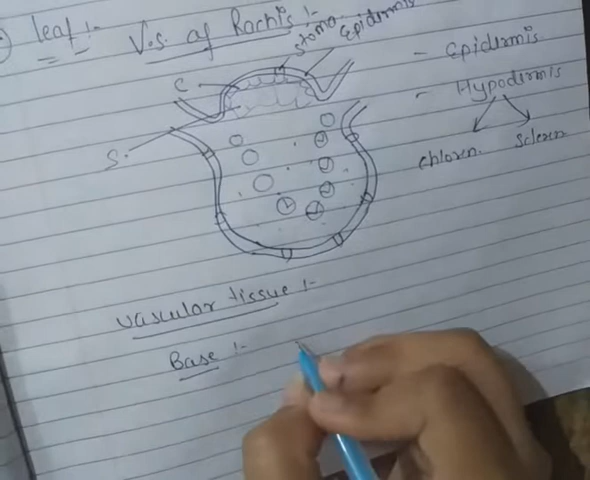 Leaf :-
V.s. of Rachis :-
Stoma
Epidermis
C
S.
- Epidermis
- Hypodermis
Chloren.
Scleren
Vascular tissue :-
Base :-